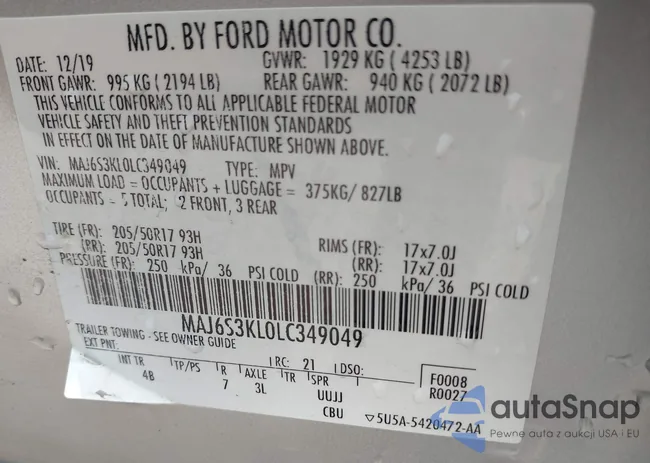 MFD. BY FORD MOTOR CO.
DATE: 12/19 GVWR: 1929 KG ( 4253 LB)
FRONT GAWR: 995 KG ( 2194 LB) REAR GAWR: 940 KG ( 2072 LB)
THIS VEHICLE CONFORMS TO ALL APPLICABLE FEDERAL MOTOR
VEHICLE SAFETY AND THEFT PREVENTION STANDARDS
IN EFFECT ON THE DATE OF MANUFACTURE SHOWN ABOVE.
VIN: MAJ6S3KL0LC349049 TYPE: MPV
MAXIMUM LOAD = OCCUPANTS + LUGGAGE = 375KG/ 827LB
OCCUPANTS = 5 TOTAL; 2 FRONT, 3 REAR
TIRE (FR): 205/50R17 93H RIMS (FR): 17x7.0J
(RR): 205/50R17 93H (RR): 17x7.0J
PRESSURE (FR): 250 kPa/ 36 PSI COLD (RR): 250 kPa/ 36 PSI COLD
MAJ6S3KL0LC349049
TRAILER TOWING - SEE OWNER GUIDE
EXT PNT: RC: 21 DSO: F0008
INT TR TP/PS R AXLE TR SPR R0027
4B 7 3L UUJJ
CBU 5U5A-5420472-AA
autaSnap
Pewne auto z aukcji USA i EU